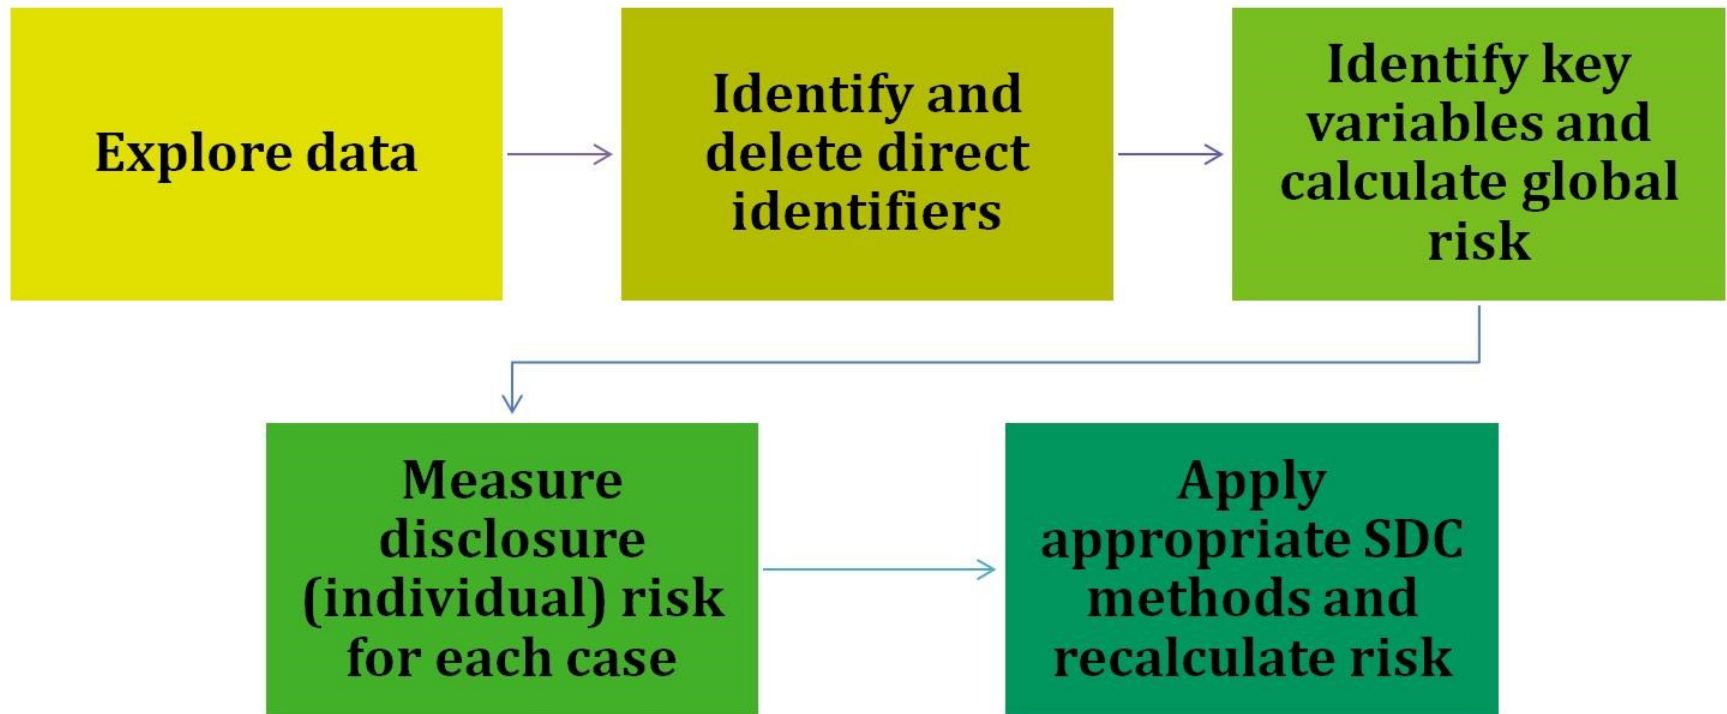 Explore data
Identify and
delete direct
identifiers
Identify key
variables and
calculate global
risk
Measure
disclosure
(individual) risk
for each case
Apply
appropriate SDC
methods and
recalculate risk